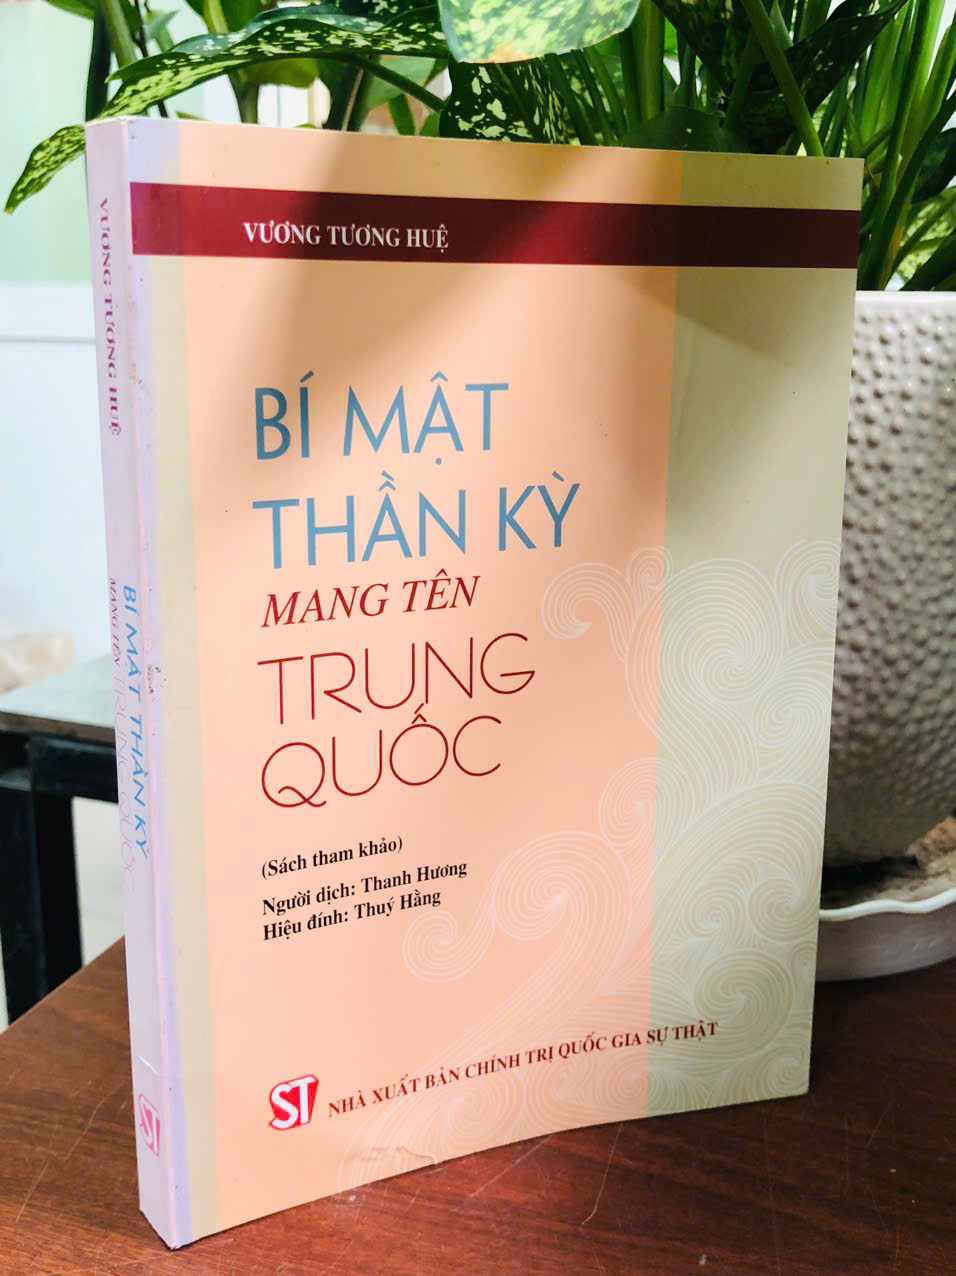 VƯƠNG TƯƠNG HUỆ
BÍ MẬT
THẦN KỲ
MANG TÊN
TRUNG
QUỐC
(Sách tham khảo)
Người dịch: Thanh Hương
Hiệu đính: Thuý Hằng
ST
NHÀ XUẤT BẢN CHÍNH TRỊ QUỐC GIA SỰ THẬT
VƯƠNG TƯƠNG HUỆ
BÍ MẬT THẦN KỲ
MANG TÊN TRUNG QUỐC
ST